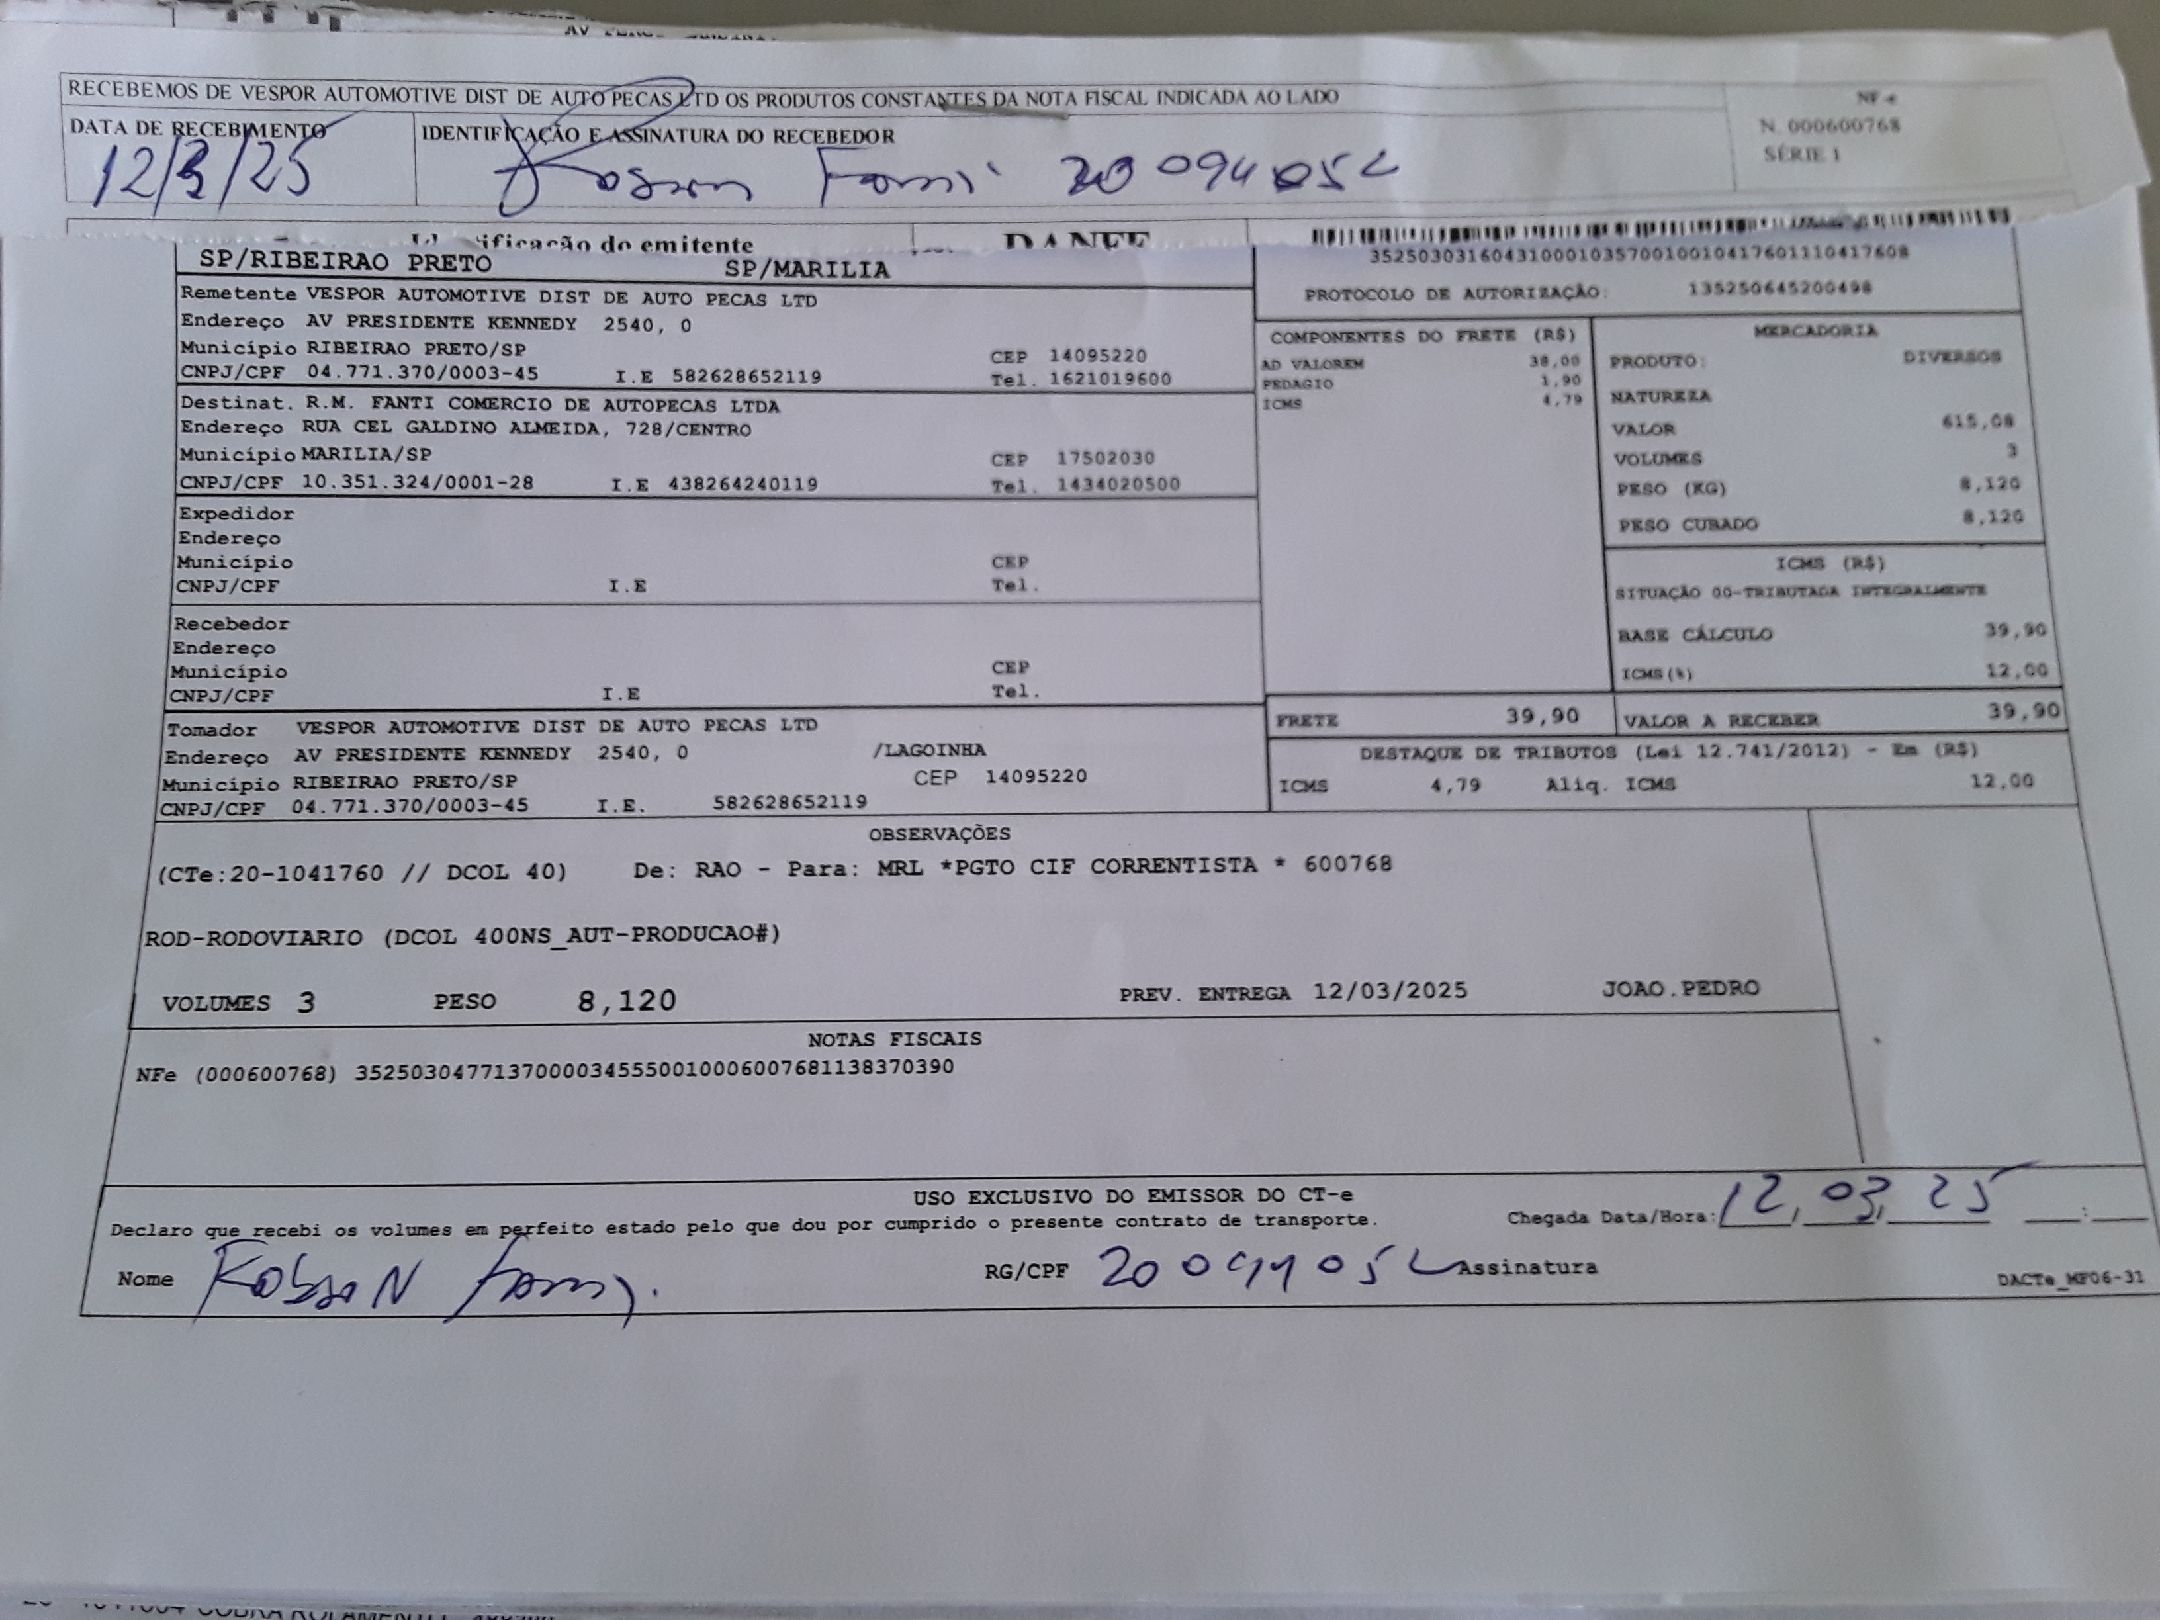 RECEBEMOS DE VESPOR AUTOMOTIVE DIST DE AUTO PECAS LTD OS PRODUTOS CONSTANTES DA NOTA FISCAL INDICADA AO LADO
NF-e
N. 000600768
SÉRIE 1
DATA DE RECEBIMENTO
12/3/25
IDENTIFICAÇÃO E ASSINATURA DO RECEBEDOR
Identificação do emitente
DANFE
SP/RIBEIRAO PRETO SP/MARILIA
35250303160431000103570010010417601110417608
PROTOCOLO DE AUTORIZAÇÃO: 135250645200498
Remetente VESPOR AUTOMOTIVE DIST DE AUTO PECAS LTD
Endereço AV PRESIDENTE KENNEDY 2540, 0
Município RIBEIRAO PRETO/SP CEP 14095220
CNPJ/CPF 04.771.370/0003-45 I.E 582628652119 Tel. 1621019600
Destinat. R.M. FANTI COMERCIO DE AUTOPECAS LTDA
Endereço RUA CEL GALDINO ALMEIDA, 728/CENTRO
Município MARILIA/SP CEP 17502030
CNPJ/CPF 10.351.324/0001-28 I.E 438264240119 Tel. 1434020500
Expedidor
Endereço
Município CEP
CNPJ/CPF I.E Tel.
Recebedor
Endereço
Município CEP
CNPJ/CPF I.E Tel.
Tomador VESPOR AUTOMOTIVE DIST DE AUTO PECAS LTD
Endereço AV PRESIDENTE KENNEDY 2540, 0 /LAGOINHA
Município RIBEIRAO PRETO/SP CEP 14095220
CNPJ/CPF 04.771.370/0003-45 I.E. 582628652119
COMPONENTES DO FRETE (R$)
AD VALOREM 38,00
PEDAGIO 1,90
ICMS 4,79
MERCADORIA
PRODUTO: DIVERSOS
NATUREZA
VALOR 615,08
VOLUMES 3
PESO (KG) 8,120
PESO CUBADO 8,120
ICMS (R$)
SITUAÇÃO 00-TRIBUTADA INTEGRALMENTE
BASE CÁLCULO 39,90
ICMS(%) 12,00
FRETE 39,90 VALOR A RECEBER 39,90
DESTAQUE DE TRIBUTOS (Lei 12.741/2012) - Em (R$)
ICMS 4,79 Aliq. ICMS 12,00
OBSERVAÇÕES
(CTe:20-1041760 // DCOL 40) De: RAO - Para: MRL *PGTO CIF CORRENTISTA * 600768
ROD-RODOVIARIO (DCOL 400NS_AUT-PRODUCAO#)
VOLUMES 3 PESO 8,120 PREV. ENTREGA 12/03/2025 JOAO.PEDRO
NOTAS FISCAIS
NFe (000600768) 35250304771370000345550010006007681138370390
USO EXCLUSIVO DO EMISSOR DO CT-e
Declaro que recebi os volumes em perfeito estado pelo que dou por cumprido o presente contrato de transporte.
Chegada Data/Hora: 12, 03, 25 __:__
Nome Robson RG/CPF Assinatura
DACTe_MF06-31